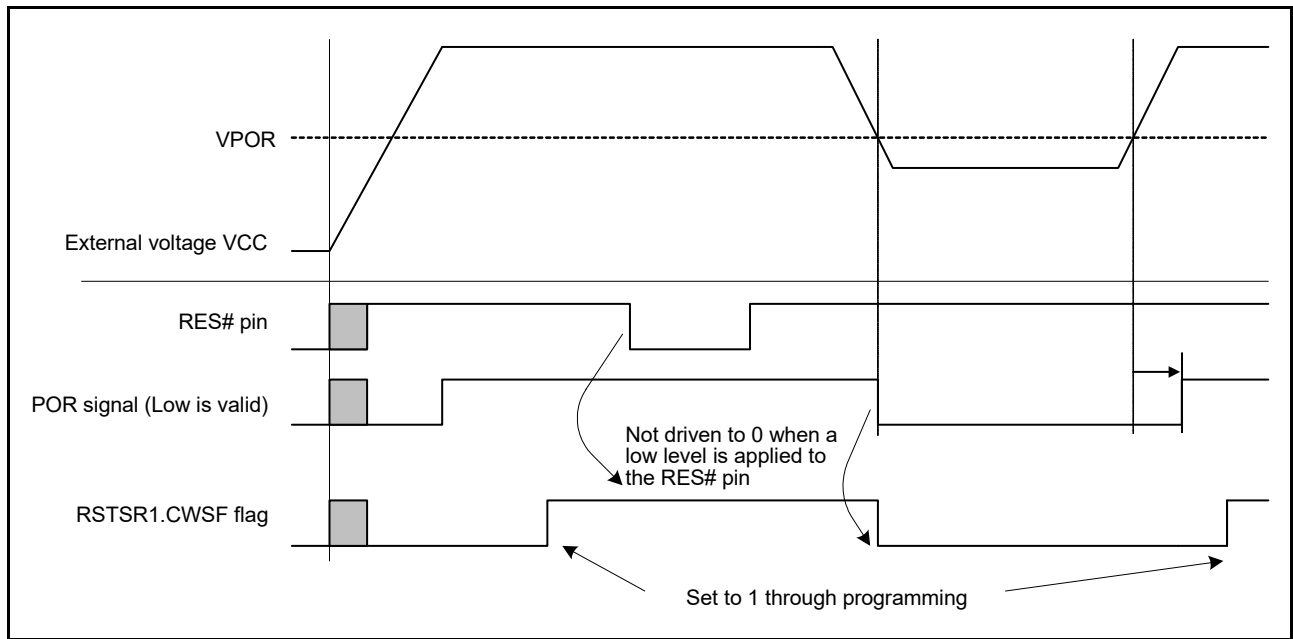 VPOR
External voltage VCC
RES# pin
POR signal (Low is valid)
Not driven to 0 when a
low level is applied to
the RES# pin
RSTSR1.CWSF flag
Set to 1 through programming